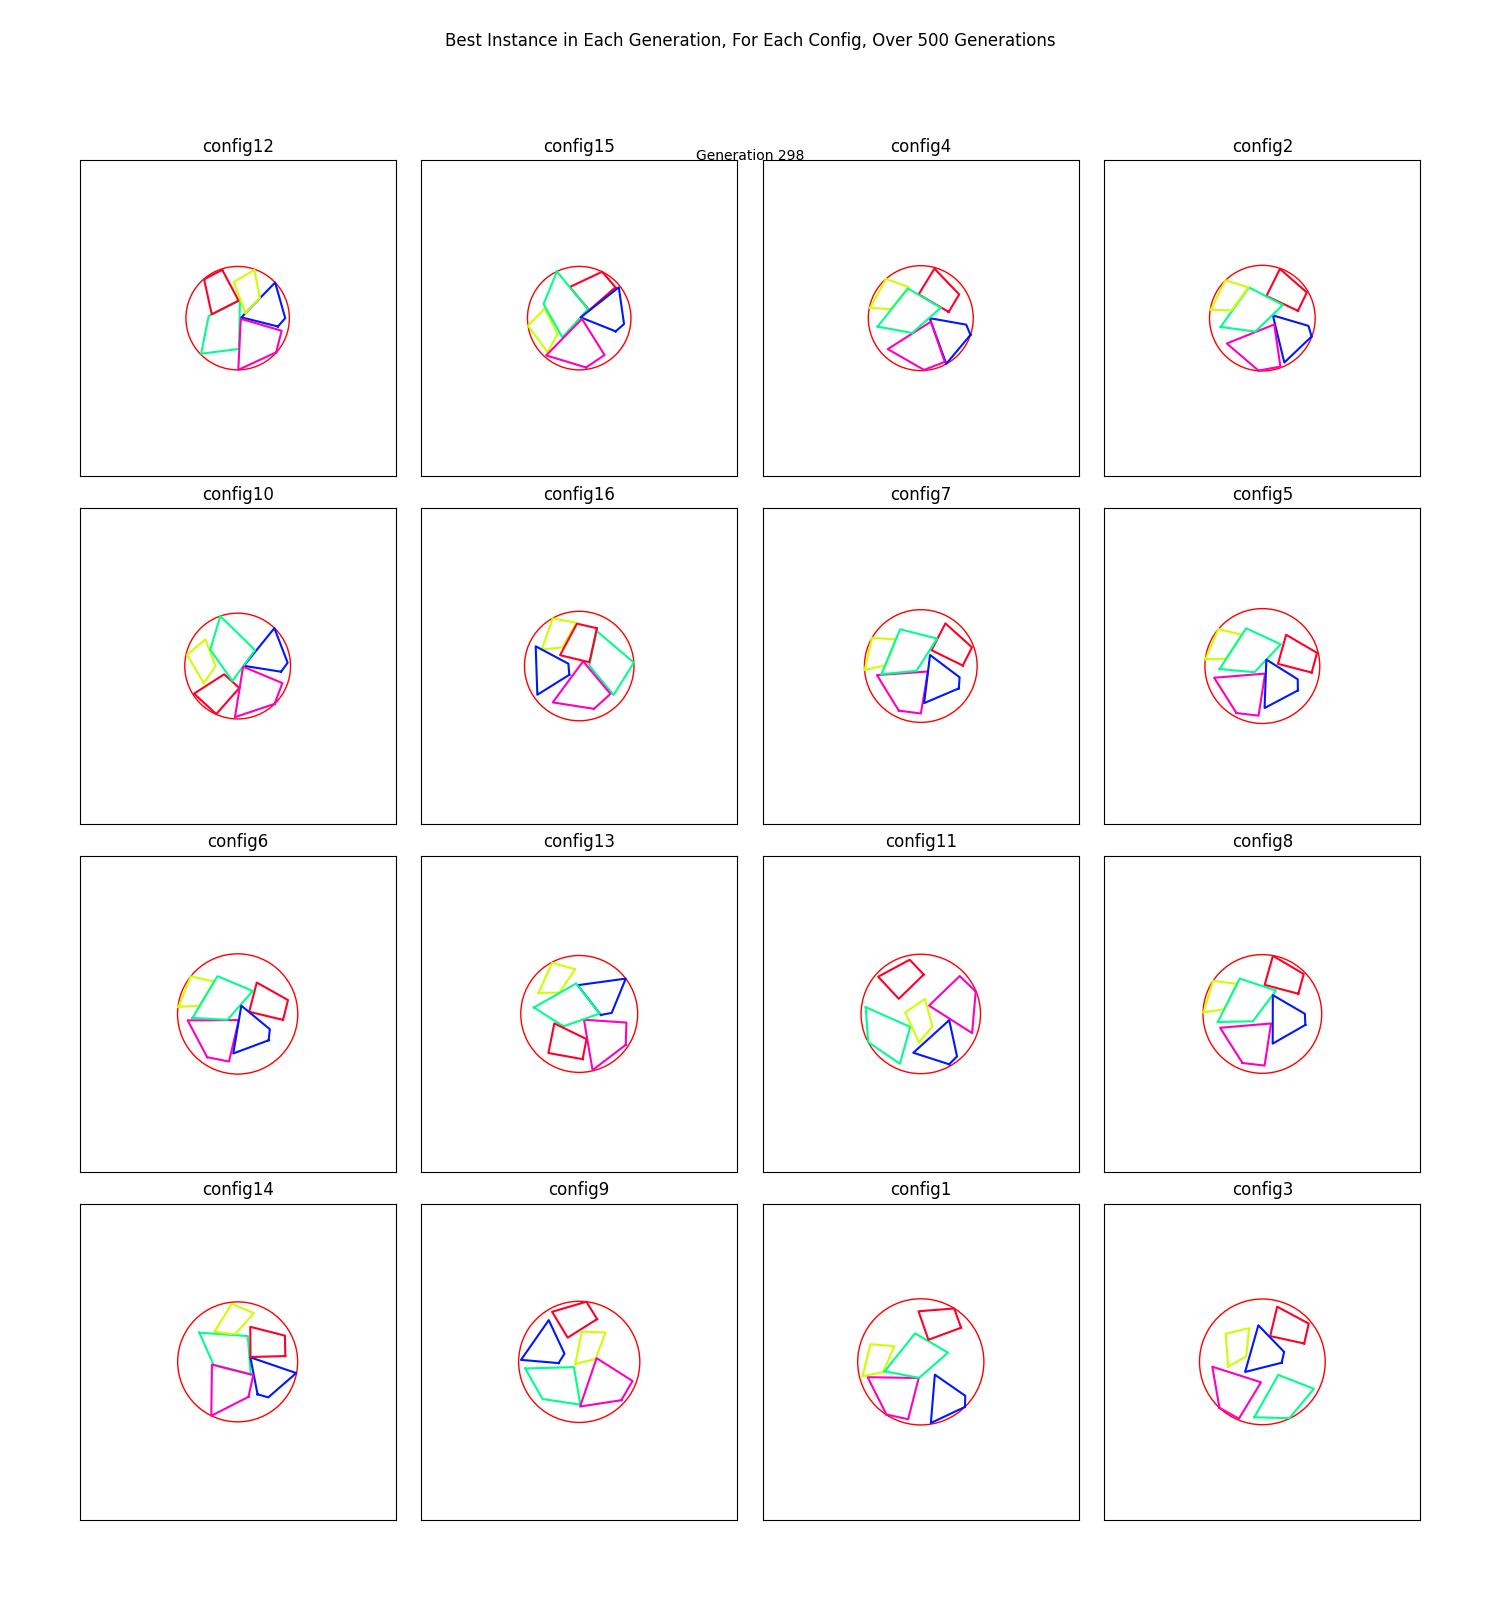 Best Instance in Each Generation, For Each Config, Over 500 Generations
Generation 298
config12
config15
config4
config2
config10
config16
config7
config5
config6
config13
config11
config8
config14
config9
config1
config3